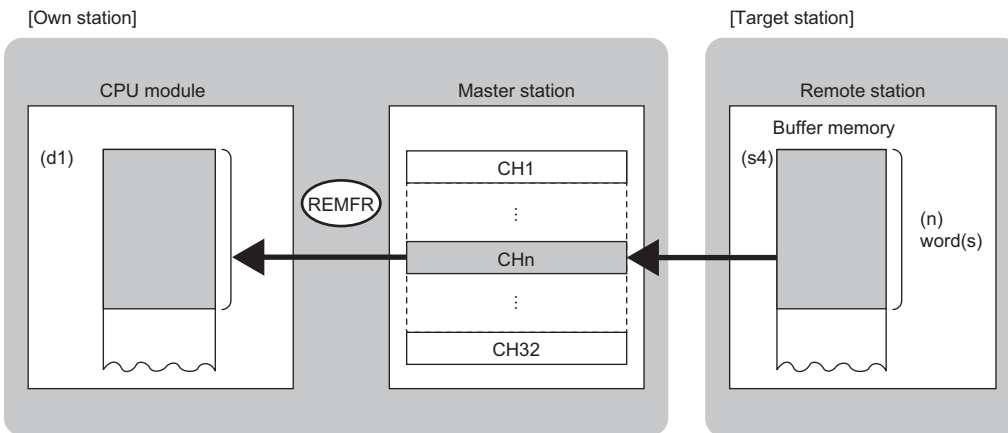 [Own station]
[Target station]
CPU module
Master station
Remote station
Buffer memory
(d1)
(s4)
CH1
REMFR
⋮
(n)
word(s)
CHn
⋮
CH32